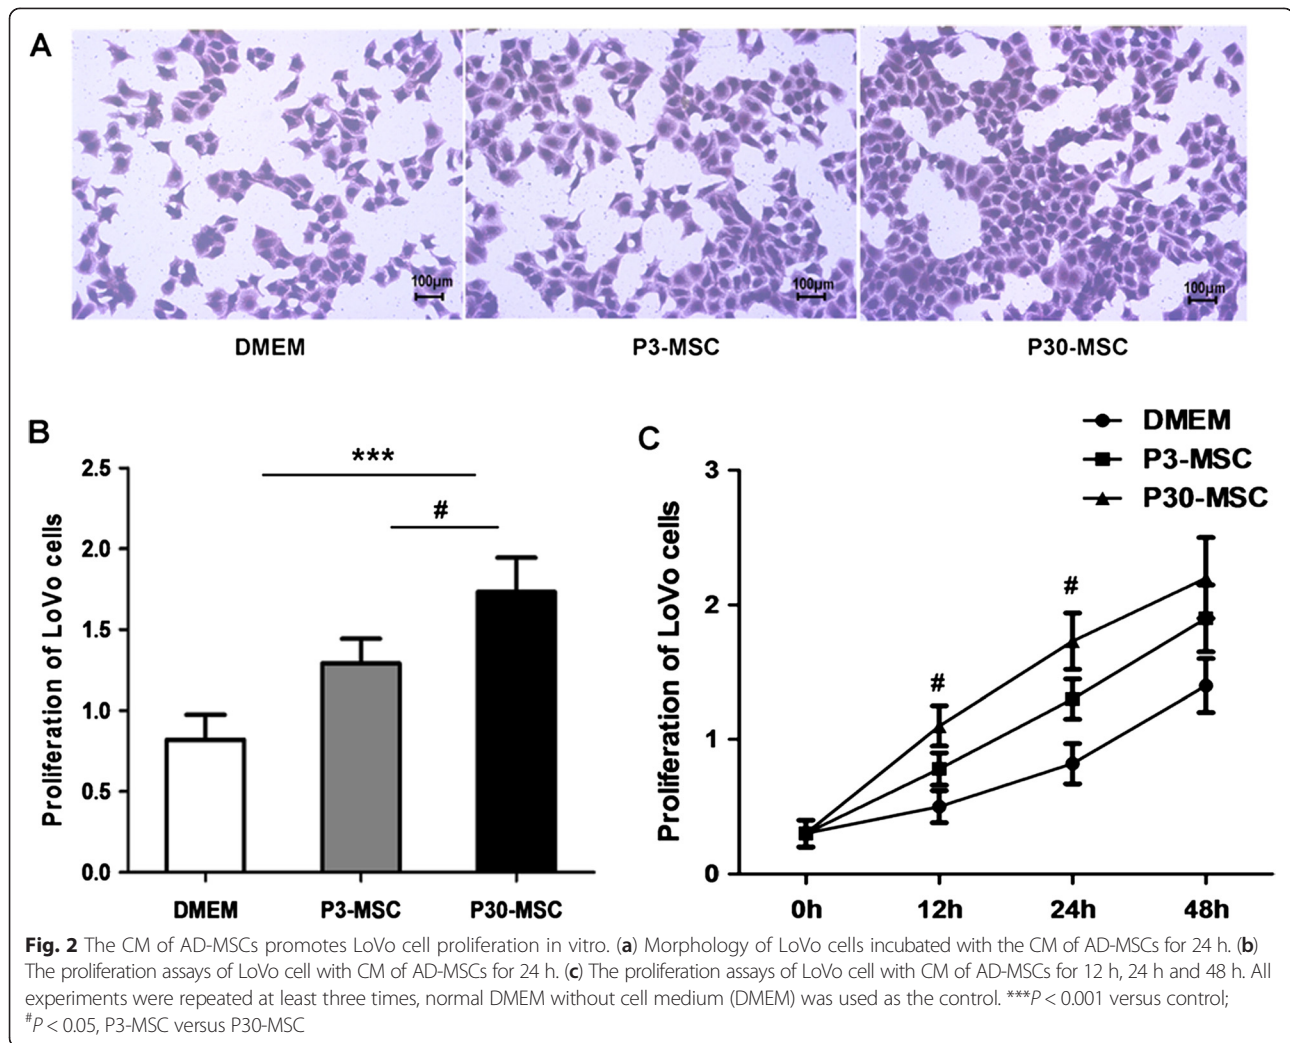 A
100µm
100µm
100µm
DMEM
P3-MSC
P30-MSC
B
***
#
2.5
2.0
1.5
1.0
0.5
0.0
Proliferation of LoVo cells
DMEM
P3-MSC
P30-MSC
C
DMEM
P3-MSC
P30-MSC
3
2
1
0
Proliferation of LoVo cells
#
#
0h
12h
24h
48h
Fig. 2 The CM of AD-MSCs promotes LoVo cell proliferation in vitro. (a) Morphology of LoVo cells incubated with the CM of AD-MSCs for 24 h. (b)
The proliferation assays of LoVo cell with CM of AD-MSCs for 24 h. (c) The proliferation assays of LoVo cell with CM of AD-MSCs for 12 h, 24 h and 48 h. All
experiments were repeated at least three times, normal DMEM without cell medium (DMEM) was used as the control. ***P < 0.001 versus control;
#P < 0.05, P3-MSC versus P30-MSC